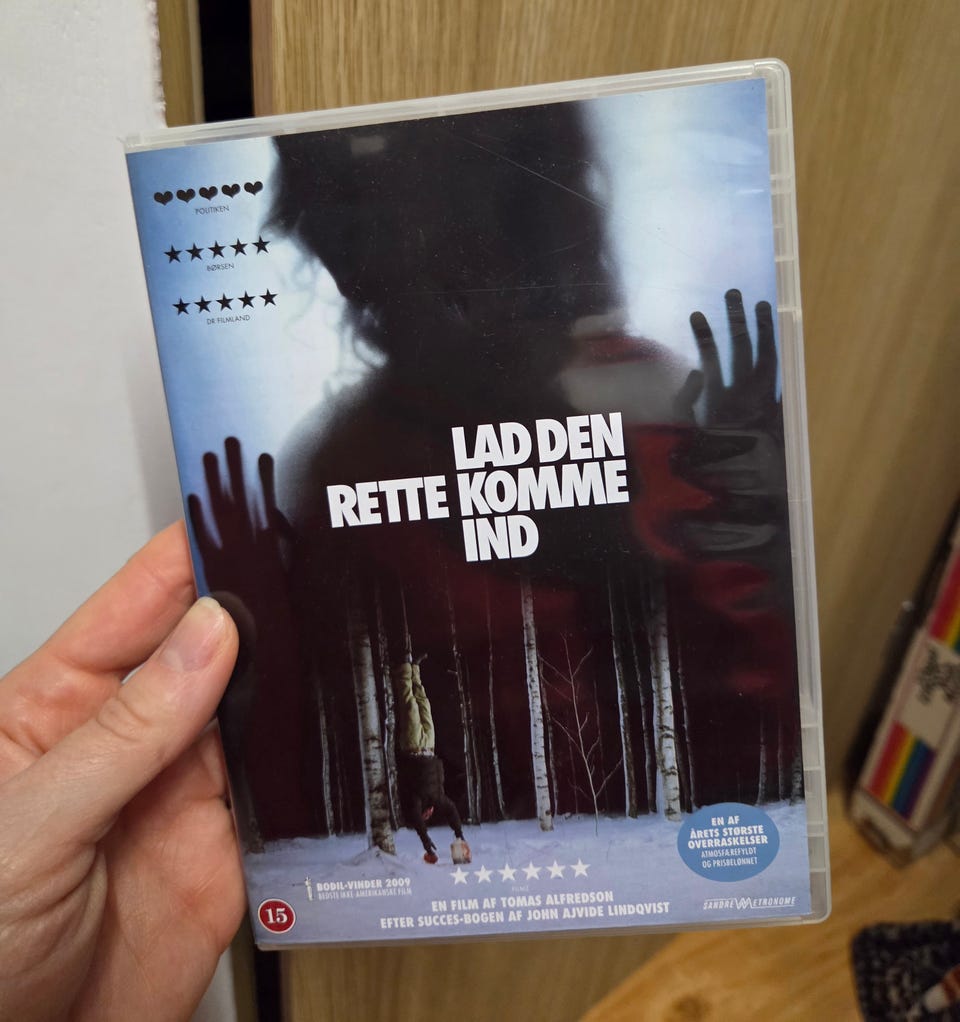 POLITIKEN
BØRSEN
DR FILMLAND
LAD DEN
RETTE KOMME
IND
EN AF
ÅRETS STØRSTE
OVERRASKELSER
ATMOSFÆREFYLDT
OG PRISBELØNNET
BODIL-VINDER 2009
BEDSTE IKKE-AMERIKANSKE FILM
FILMZ
EN FILM AF TOMAS ALFREDSON
EFTER SUCCES-BOGEN AF JOHN AJVIDE LINDQVIST
15
SANDREW METRONOME